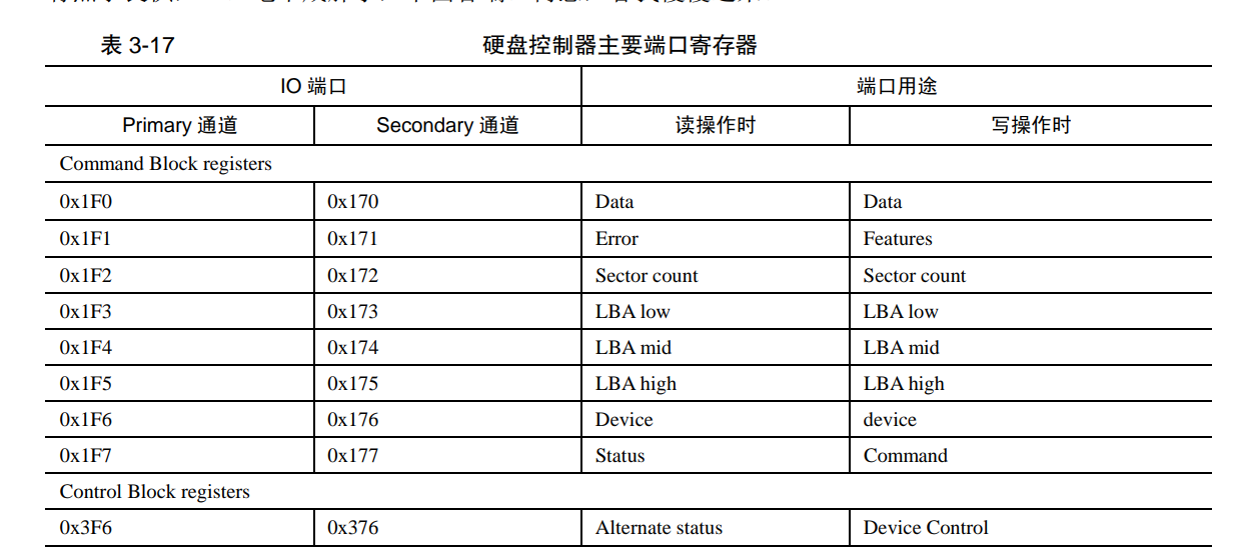 表 3-17 硬盘控制器主要端口寄存器
IO 端口 端口用途
Primary 通道 Secondary 通道 读操作时 写操作时
Command Block registers
0x1F0 0x170 Data Data
0x1F1 0x171 Error Features
0x1F2 0x172 Sector count Sector count
0x1F3 0x173 LBA low LBA low
0x1F4 0x174 LBA mid LBA mid
0x1F5 0x175 LBA high LBA high
0x1F6 0x176 Device device
0x1F7 0x177 Status Command
Control Block registers
0x3F6 0x376 Alternate status Device Control